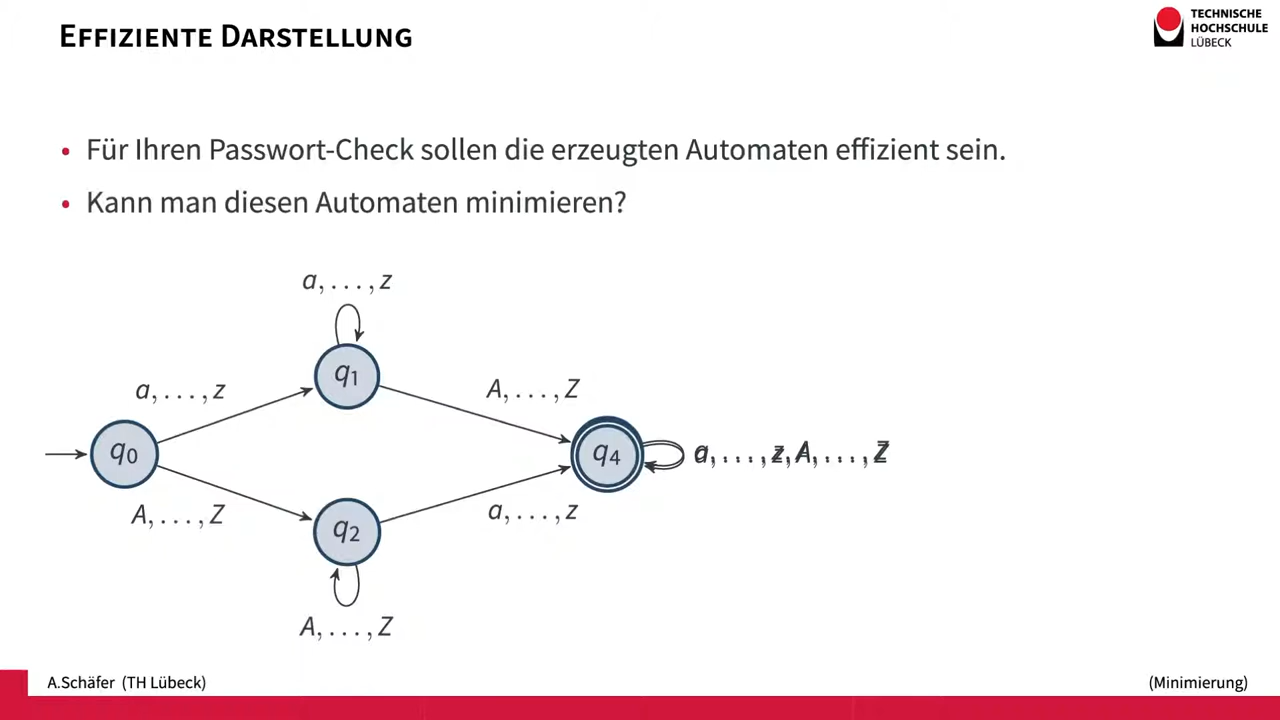 EFFIZIENTE DARSTELLUNG
TECHNISCHE
HOCHSCHULE
LÜBECK
• Für Ihren Passwort-Check sollen die erzeugten Automaten effizient sein.
• Kann man diesen Automaten minimieren?
a, . . . , z
q1
a, . . . , z
A, . . . , Z
q0
q4
a, . . . , z, A, . . . , Z
A, . . . , Z
a, . . . , z
q2
A, . . . , Z
A.Schäfer (TH Lübeck)
(Minimierung)